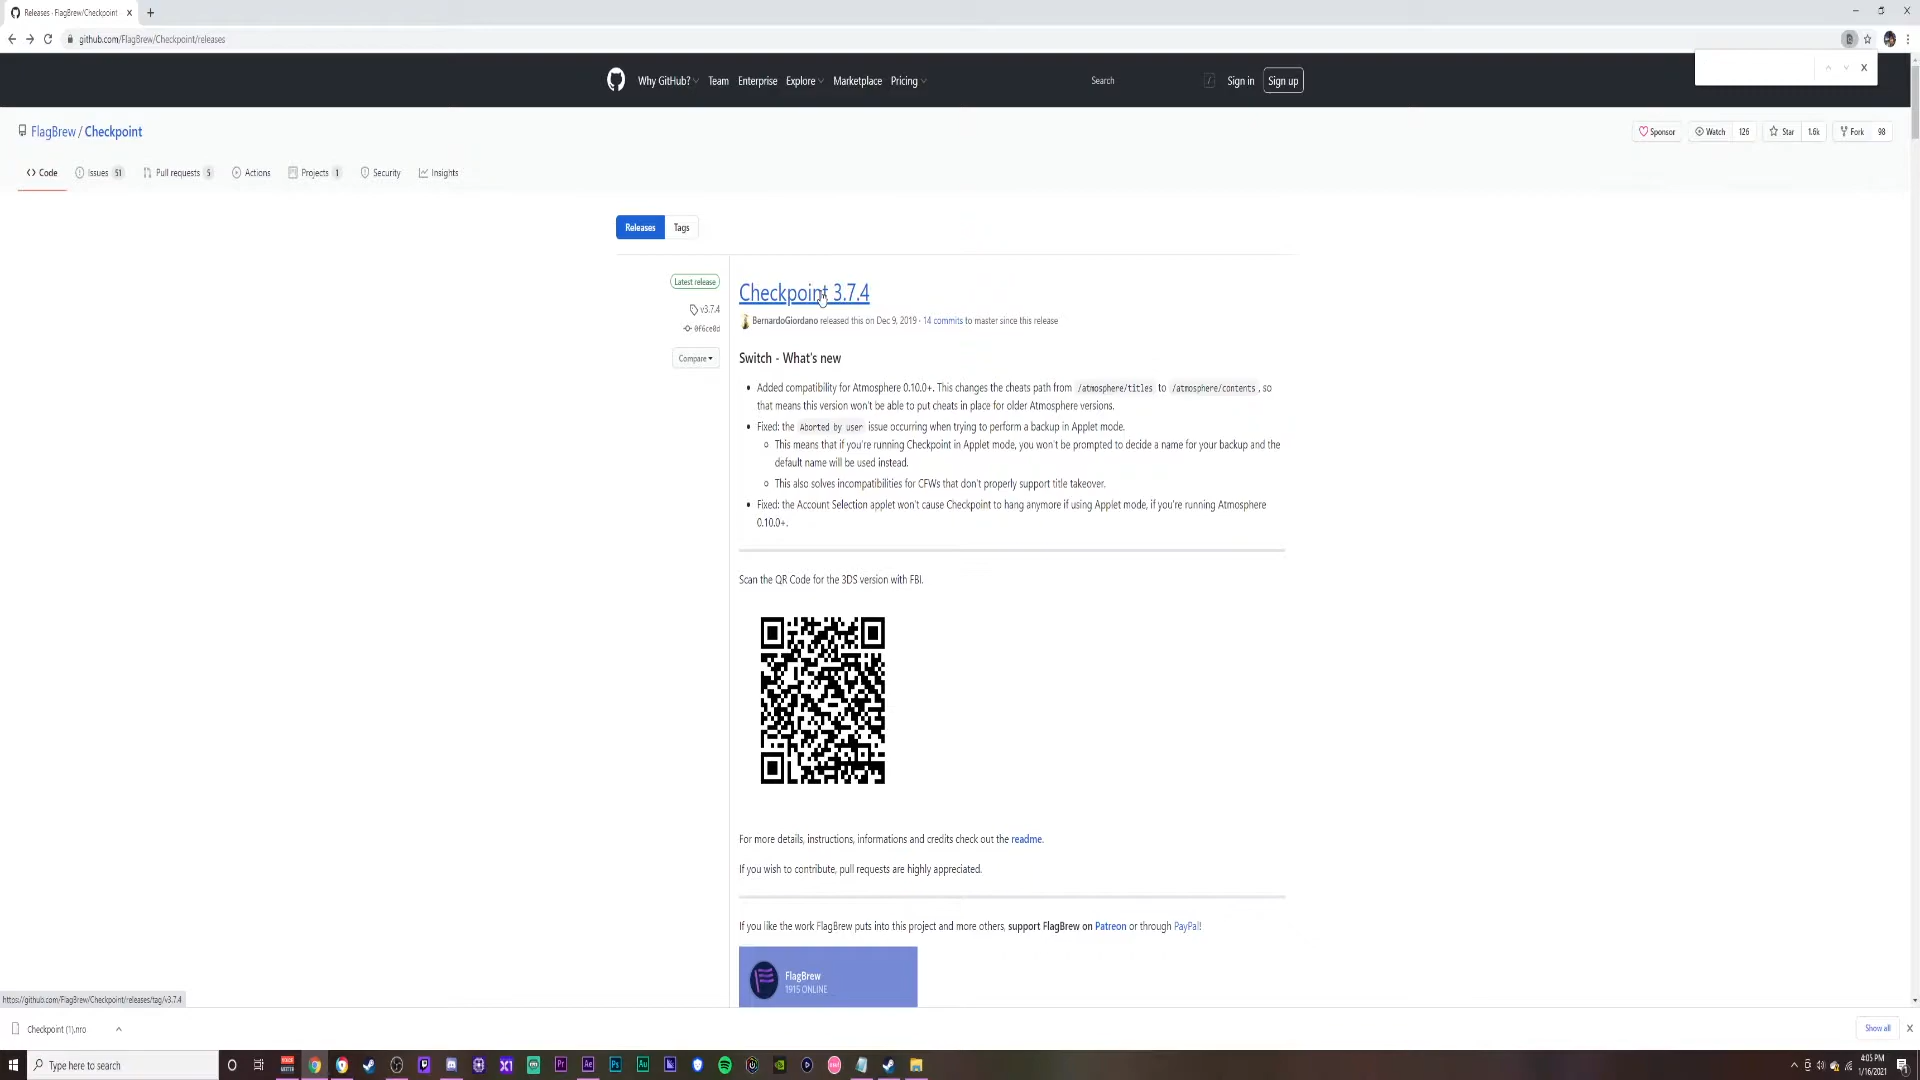 Releases · FlagBrew/Checkpoint
github.com/FlagBrew/Checkpoint/releases
Why GitHub? Team Enterprise Explore Marketplace Pricing Search / Sign in Sign up
FlagBrew / Checkpoint
Sponsor Watch 126 Star 1.6k Fork 98
Code Issues 51 Pull requests 5 Actions Projects 1 Security Insights
Releases Tags
Latest release
v3.7.4
0f6ce8d
Compare
Checkpoint 3.7.4
BernardoGiordano released this on Dec 9, 2019 · 14 commits to master since this release
Switch - What's new
Added compatibility for Atmosphere 0.10.0+. This changes the cheats path from /atmosphere/titles to /atmosphere/contents, so
that means this version won't be able to put cheats in place for older Atmosphere versions.
Fixed: the Aborted by user issue occurring when trying to perform a backup in Applet mode.
This means that if you're running Checkpoint in Applet mode, you won't be prompted to decide a name for your backup and the
default name will be used instead.
This also solves incompatibilities for CFWs that don't properly support title takeover.
Fixed: the Account Selection applet won't cause Checkpoint to hang anymore if using Applet mode, if you're running Atmosphere
0.10.0+.
Scan the QR Code for the 3DS version with FBI.
For more details, instructions, informations and credits check out the readme.
If you wish to contribute, pull requests are highly appreciated.
If you like the work FlagBrew puts into this project and more others, support FlagBrew on Patreon or through PayPal!
FlagBrew
1915 ONLINE
https://github.com/FlagBrew/Checkpoint/releases/tag/v3.7.4
Checkpoint (1).nro
Show all
Type here to search
4:05 PM
1/16/2021